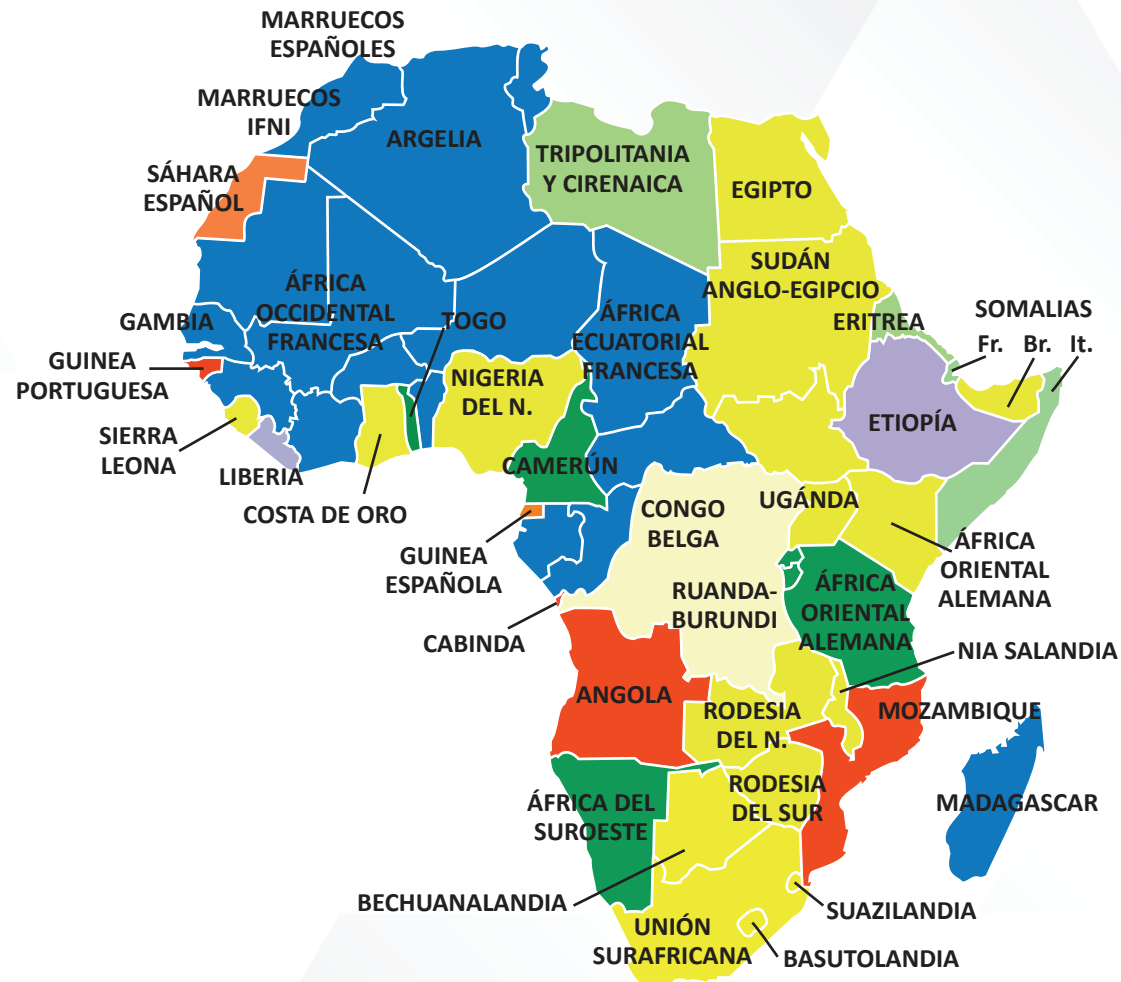 MARRUECOS
ESPAÑOLES
MARRUECOS
IFNI
ARGELIA
TRIPOLITANIA
Y CIRENAICA
EGIPTO
SÁHARA
ESPAÑOL
SUDÁN
ANGLO-EGIPCIO
ÁFRICA
OCCIDENTAL
FRANCESA
GAMBIA
TOGO
ÁFRICA
ECUATORIAL
FRANCESA
ERITREA
SOMALIAS
Fr. Br. It.
GUINEA
PORTUGUESA
NIGERIA
DEL N.
ETIOPÍA
SIERRA
LEONA
LIBERIA
CAMERÚN
COSTA DE ORO
CONGO
BELGA
UGÁNDA
GUINEA
ESPAÑOLA
ÁFRICA
ORIENTAL
ALEMANA
RUANDA-
BURUNDI
ÁFRICA
ORIENTAL
ALEMANA
CABINDA
NIA SALANDIA
ANGOLA
RODESIA
DEL N.
MOZAMBIQUE
RODESIA
DEL SUR
MADAGASCAR
ÁFRICA DEL
SUROESTE
BECHUANALANDIA
SUAZILANDIA
UNIÓN
SURAFRICANA
BASUTOLANDIA